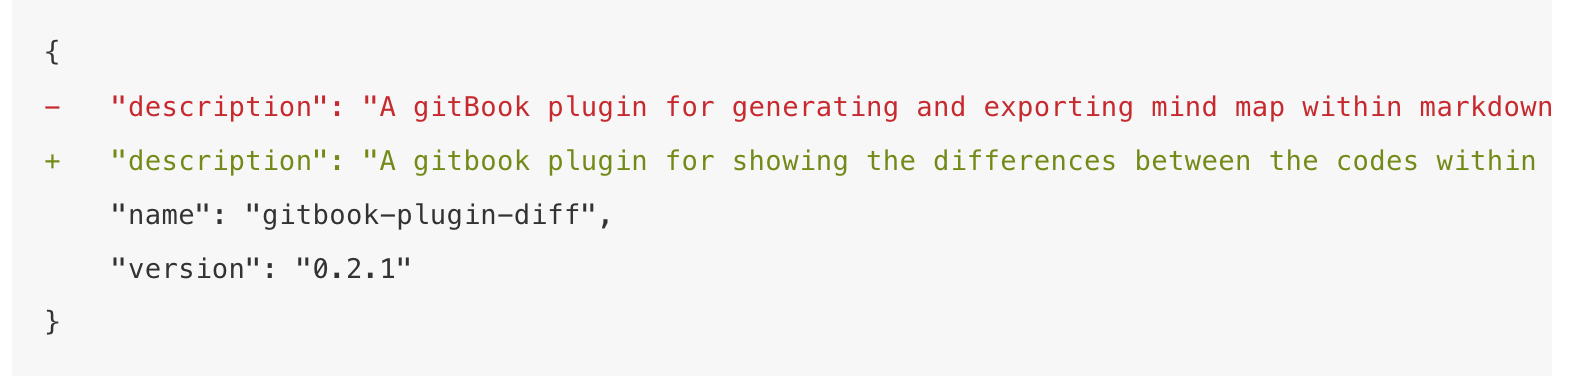 {
-   "description": "A gitBook plugin for generating and exporting mind map within markdown
+   "description": "A gitbook plugin for showing the differences between the codes within
    "name": "gitbook-plugin-diff",
    "version": "0.2.1"
}